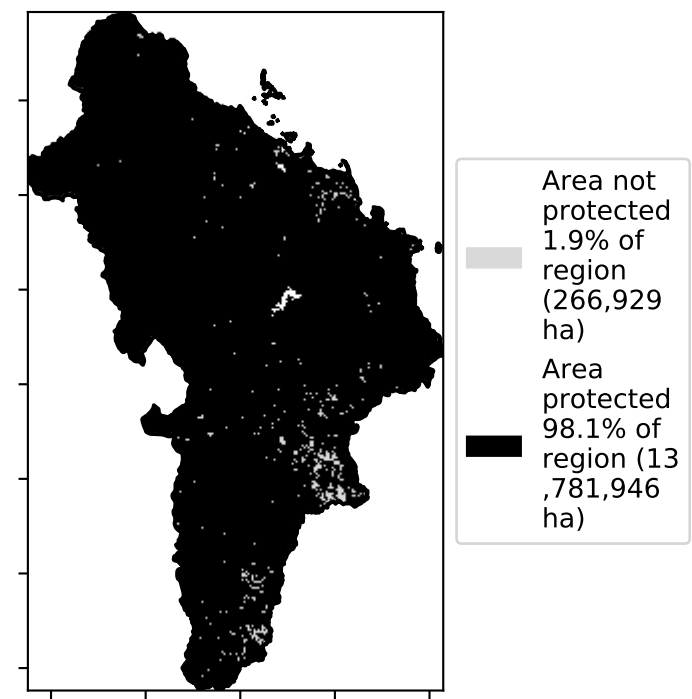 Area not
protected
1.9% of
region
(266,929
ha)
Area
protected
98.1% of
region (13
,781,946
ha)